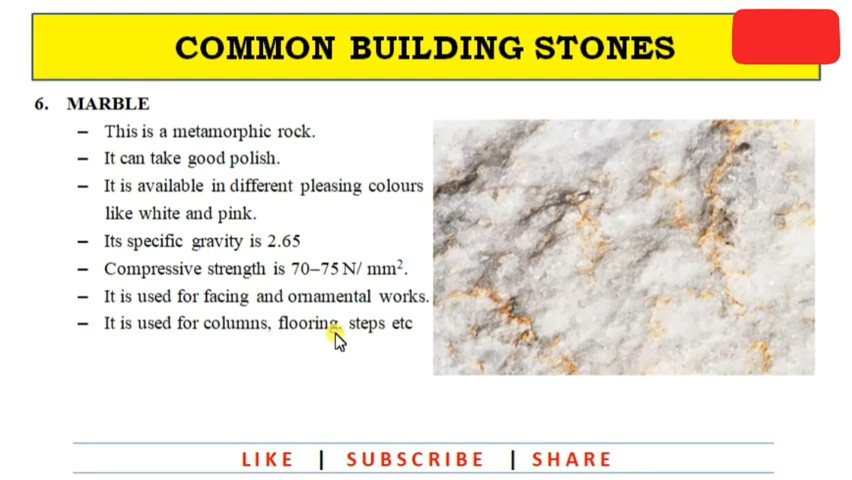 COMMON BUILDING STONES
6. MARBLE
– This is a metamorphic rock.
– It can take good polish.
– It is available in different pleasing colours
like white and pink.
– Its specific gravity is 2.65
– Compressive strength is 70–75 N/ mm².
– It is used for facing and ornamental works.
– It is used for columns, flooring, steps etc
LIKE | SUBSCRIBE | SHARE